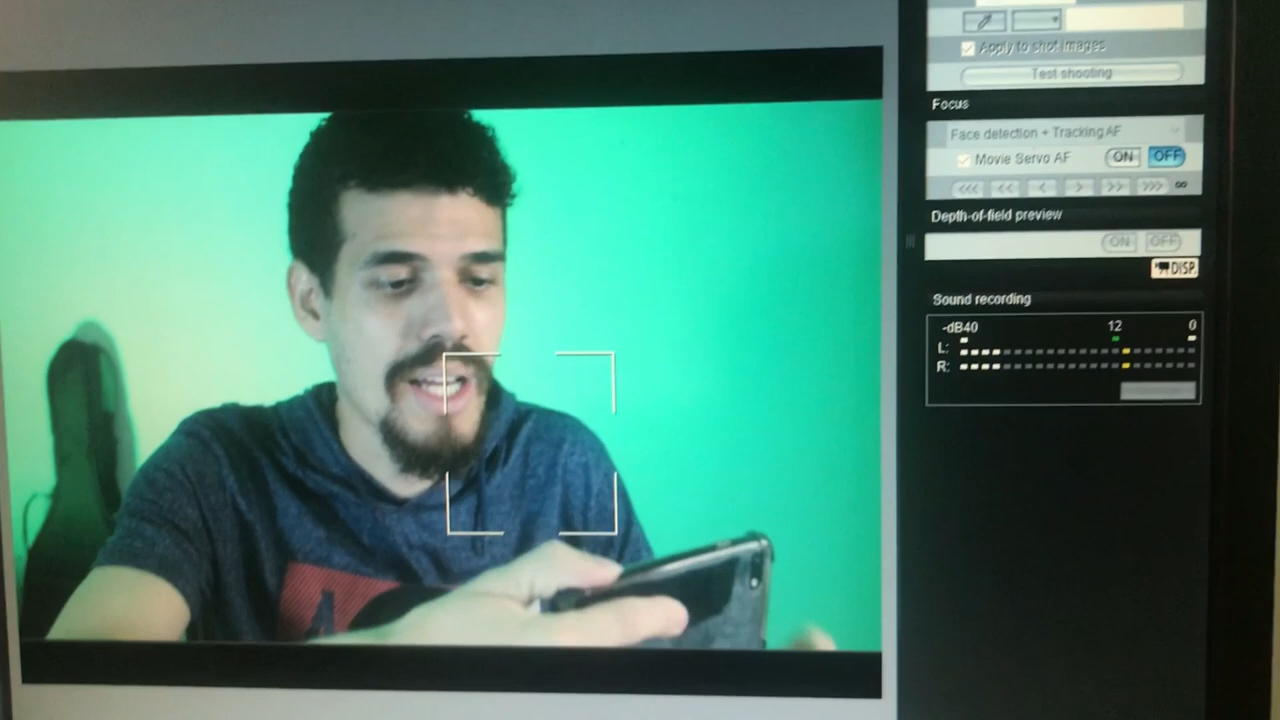 Apply to shot images
Test shooting
Focus
Face detection + Tracking AF
Movie Servo AF ON OFF
<<< << < > >> >>> ∞
Depth-of-field preview
ON OFF
DISP.
Sound recording
-dB40 12 0
L:
R:
A